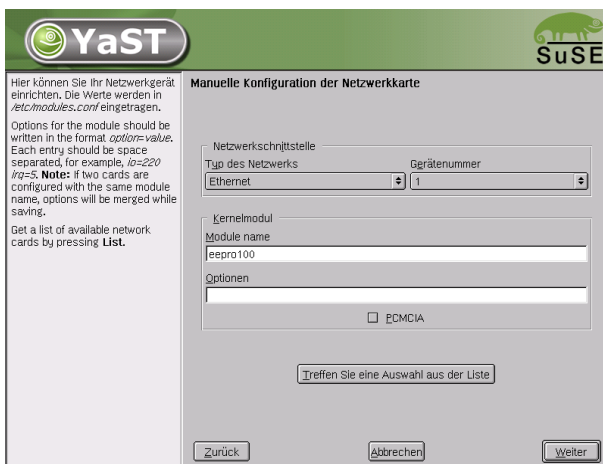 YaST
SuSE
Hier können Sie Ihr Netzwerkgerät
einrichten. Die Werte werden in
/etc/modules.conf eingetragen.
Options for the module should be
written in the format option=value.
Each entry should be space
separated, for example, io=220
irq=5. Note: If two cards are
configured with the same module
name, options will be merged while
saving.
Get a list of available network
cards by pressing List.
Manuelle Konfiguration der Netzwerkkarte
Netzwerkschnittstelle
Typ des Netzwerks
Gerätenummer
Ethernet
1
Kernelmodul
Module name
eepro100
Optionen
PCMCIA
Treffen Sie eine Auswahl aus der Liste
Zurück
Abbrechen
Weiter